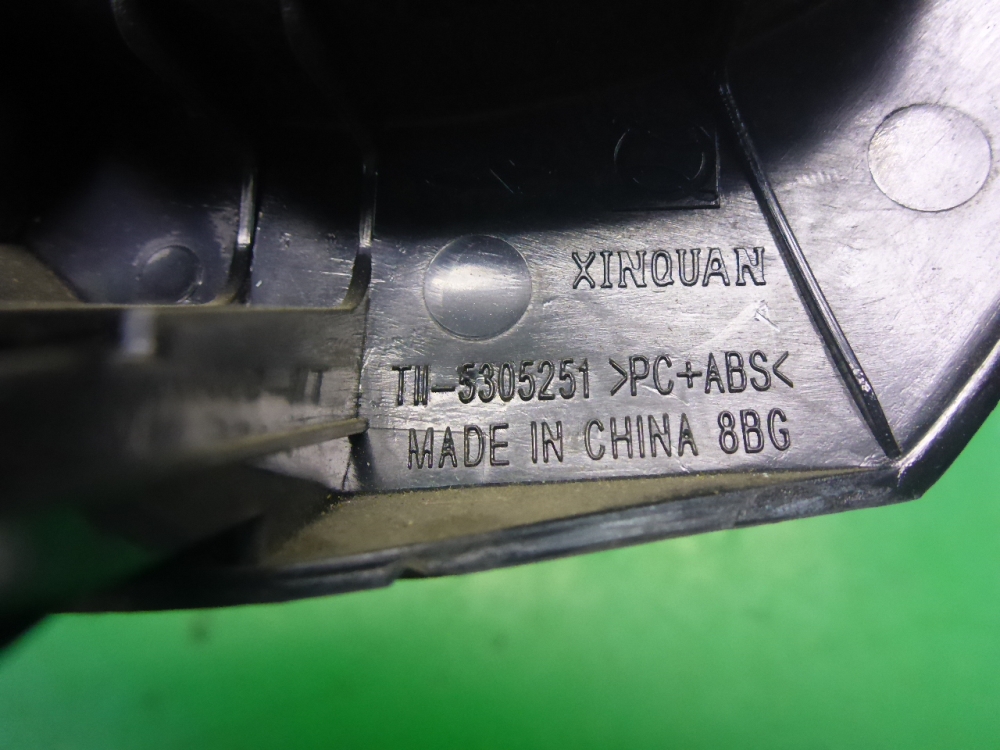 XINQUAN
T11-5305251 >PC+ABS<
MADE IN CHINA 8BG